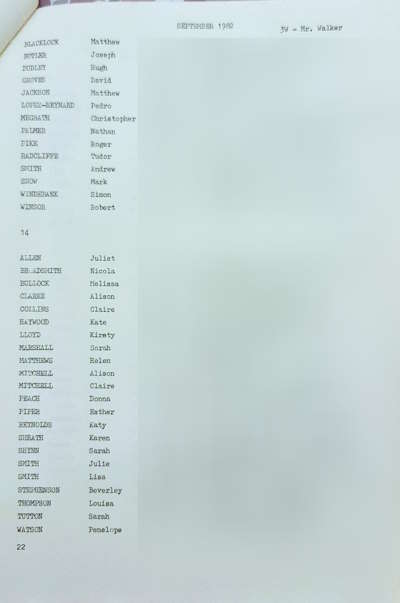 SEPTEMBER 1982
3W - Mr. Walker
BLACKLOCK Matthew
BUTLER Joseph
DUDLEY Hugh
GROVES David
JACKSON Matthew
LOPEZ-REYNARD Pedro
MEGRATH Christopher
PALMER Nathan
PIKE Roger
RADCLIFFE Tudor
SMITH Andrew
SNOW Mark
WINDEBANK Simon
WINSOR Robert
14
ALLEN Juliet
BREADSMITH Nicola
BULLOCK Melissa
CLARKE Alison
COLLINS Claire
HAYWOOD Kate
LLOYD Kirsty
MARSHALL Sarah
MATTHEWS Helen
MITCHELL Alison
MITCHELL Claire
PEACH Donna
PIPER Esther
REYNOLDS Katy
SHEATH Karen
SHYNN Sarah
SMITH Julie
SMITH Lisa
STEPHENSON Beverley
THOMPSON Louisa
TUTTON Sarah
WATSON Penelope
22